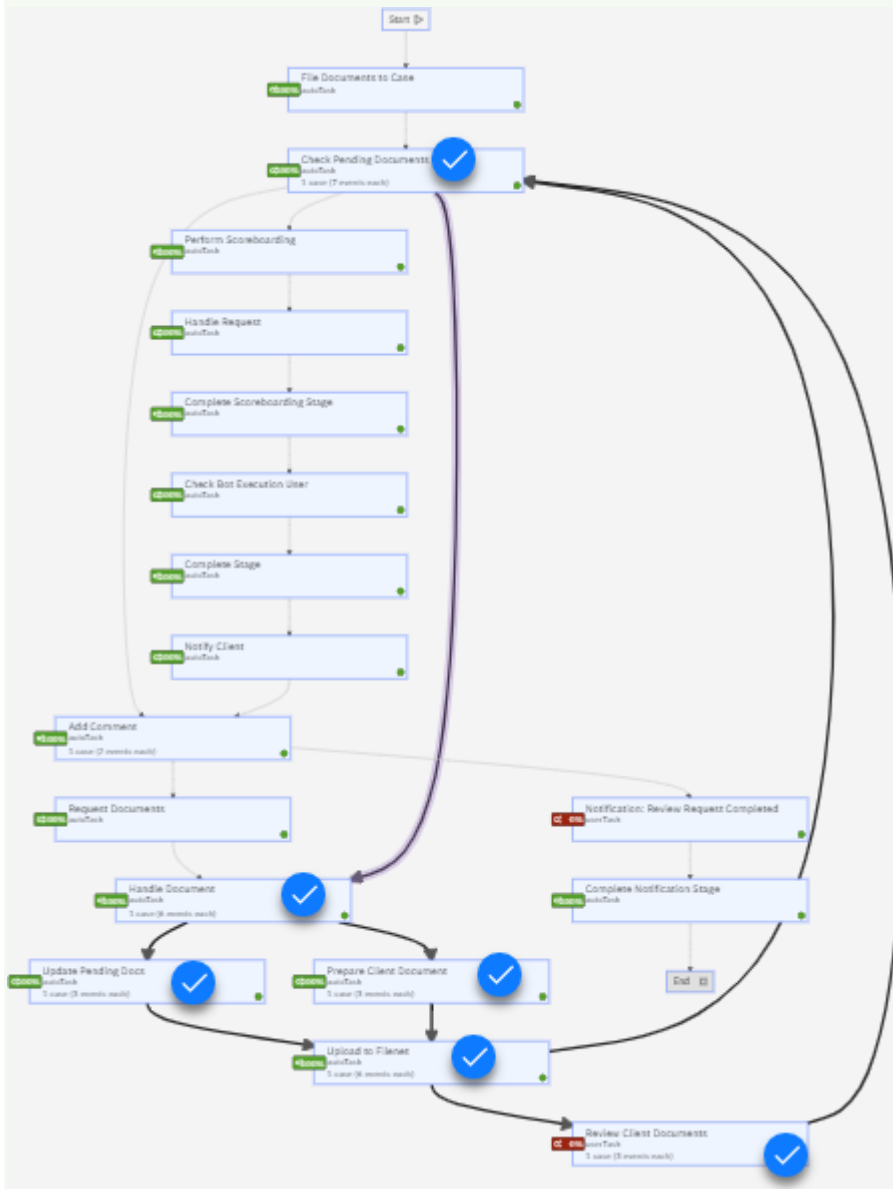 Start
File Documents to Case
autoTask
Check Pending Documents
autoTask
1 case (7 events each)
Perform Scoreboarding
autoTask
Handle Request
autoTask
Complete Scoreboarding Stage
autoTask
Check Bot Execution User
autoTask
Complete Stage
autoTask
Notify Client
autoTask
Add Comment
autoTask
1 case (2 events each)
Request Documents
autoTask
Notification: Review Request Completed
userTask
Handle Document
autoTask
1 case (6 events each)
Complete Notification Stage
autoTask
Update Pending Docs
autoTask
1 case (3 events each)
Prepare Client Document
autoTask
1 case (3 events each)
End
Upload to Filenet
autoTask
1 case (6 events each)
Review Client Documents
userTask
1 case (3 events each)